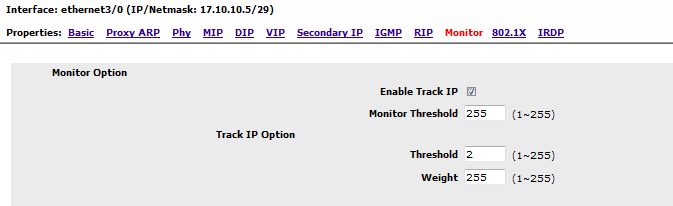 Interface: ethernet3/0 (IP/Netmask: 17.10.10.5/29)
Properties: Basic Proxy ARP Phy MIP DIP VIP Secondary IP IGMP RIP Monitor 802.1X IRDP
Monitor Option
Enable Track IP
Monitor Threshold 255 (1~255)
Track IP Option
Threshold 2 (1~255)
Weight 255 (1~255)